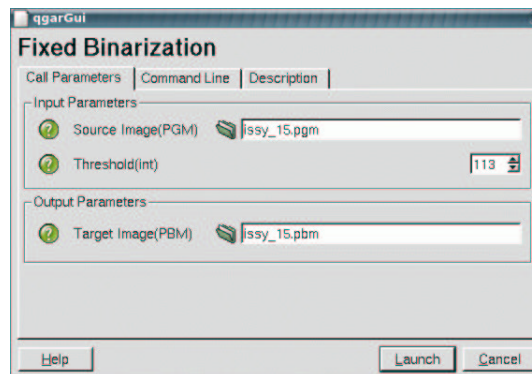 qgarGui
Fixed Binarization
Call Parameters Command Line Description
Input Parameters
Source Image(PGM) issy_15.pgm
Threshold(int) 113
Output Parameters
Target Image(PBM) issy_15.pbm
Help Launch Cancel